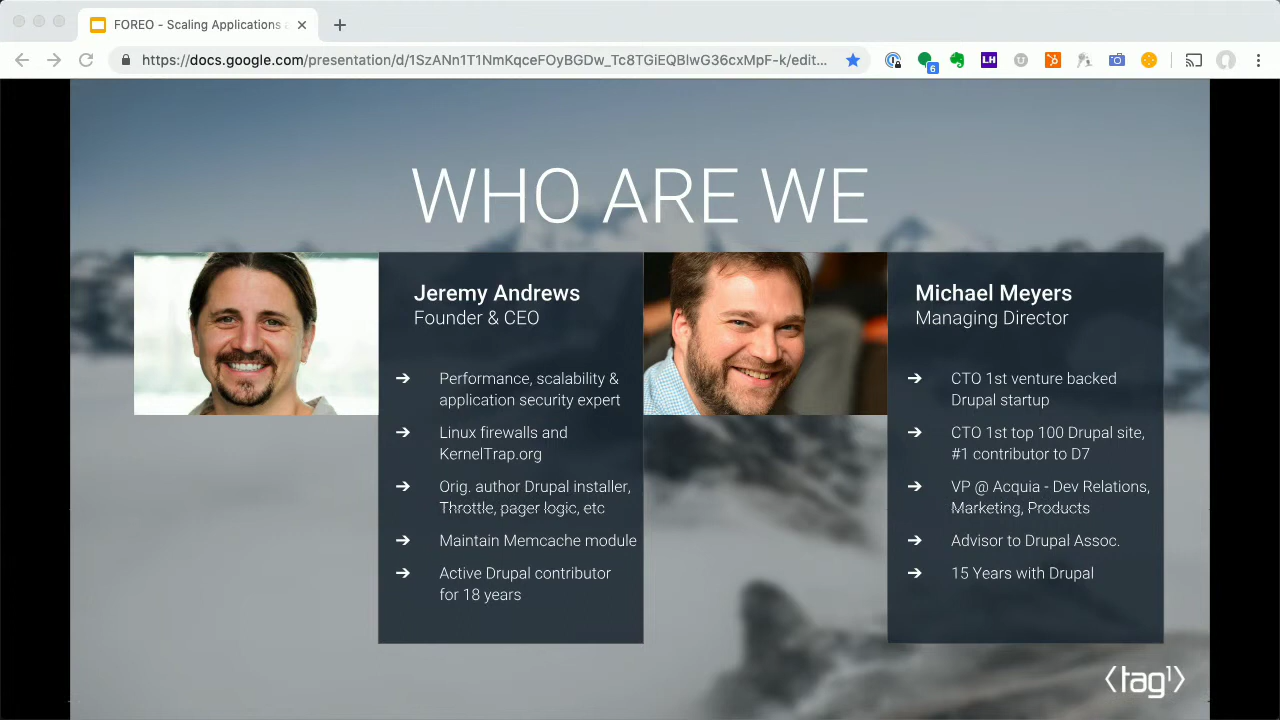 FOREO - Scaling Applications
https://docs.google.com/presentation/d/1SzANn1T1NmKqceFOyBGDw_Tc8TGiEQBlwG36cxMpF-k/edit...
6
LH
WHO ARE WE
Jeremy Andrews
Founder & CEO
➔ Performance, scalability &
application security expert
➔ Linux firewalls and
KernelTrap.org
➔ Orig. author Drupal installer,
Throttle, pager logic, etc
➔ Maintain Memcache module
➔ Active Drupal contributor
for 18 years
Michael Meyers
Managing Director
➔ CTO 1st venture backed
Drupal startup
➔ CTO 1st top 100 Drupal site,
#1 contributor to D7
➔ VP @ Acquia - Dev Relations,
Marketing, Products
➔ Advisor to Drupal Assoc.
➔ 15 Years with Drupal
⟨tag1⟩